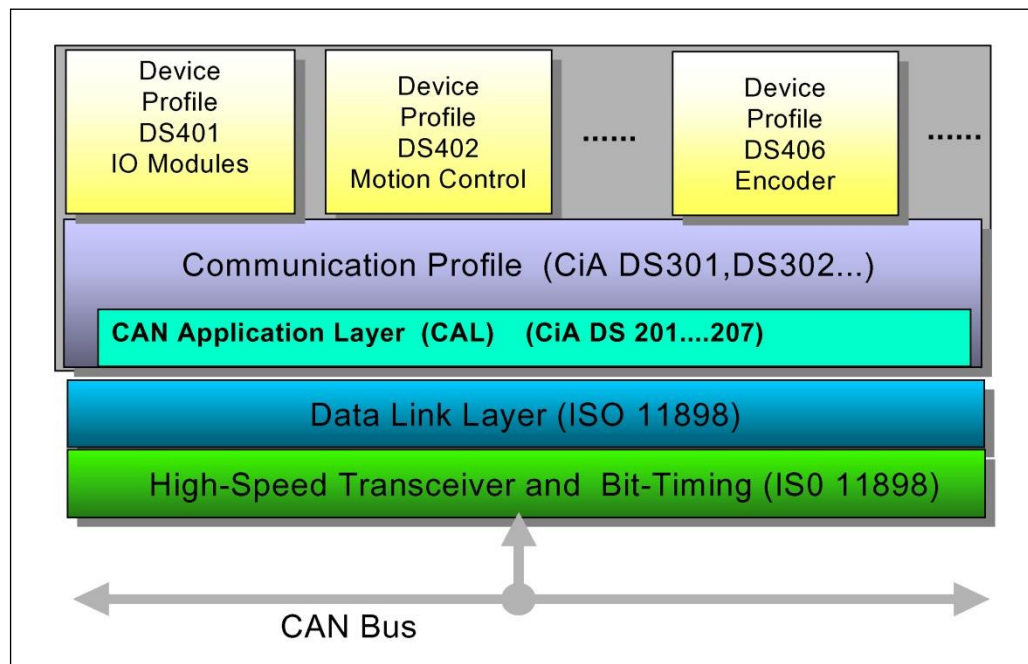 Device
Profile
DS401
IO Modules
Device
Profile
DS402
Motion Control
......
Device
Profile
DS406
Encoder
......
Communication Profile (CiA DS301,DS302...)
CAN Application Layer (CAL) (CiA DS 201....207)
Data Link Layer (ISO 11898)
High-Speed Transceiver and Bit-Timing (IS0 11898)
CAN Bus